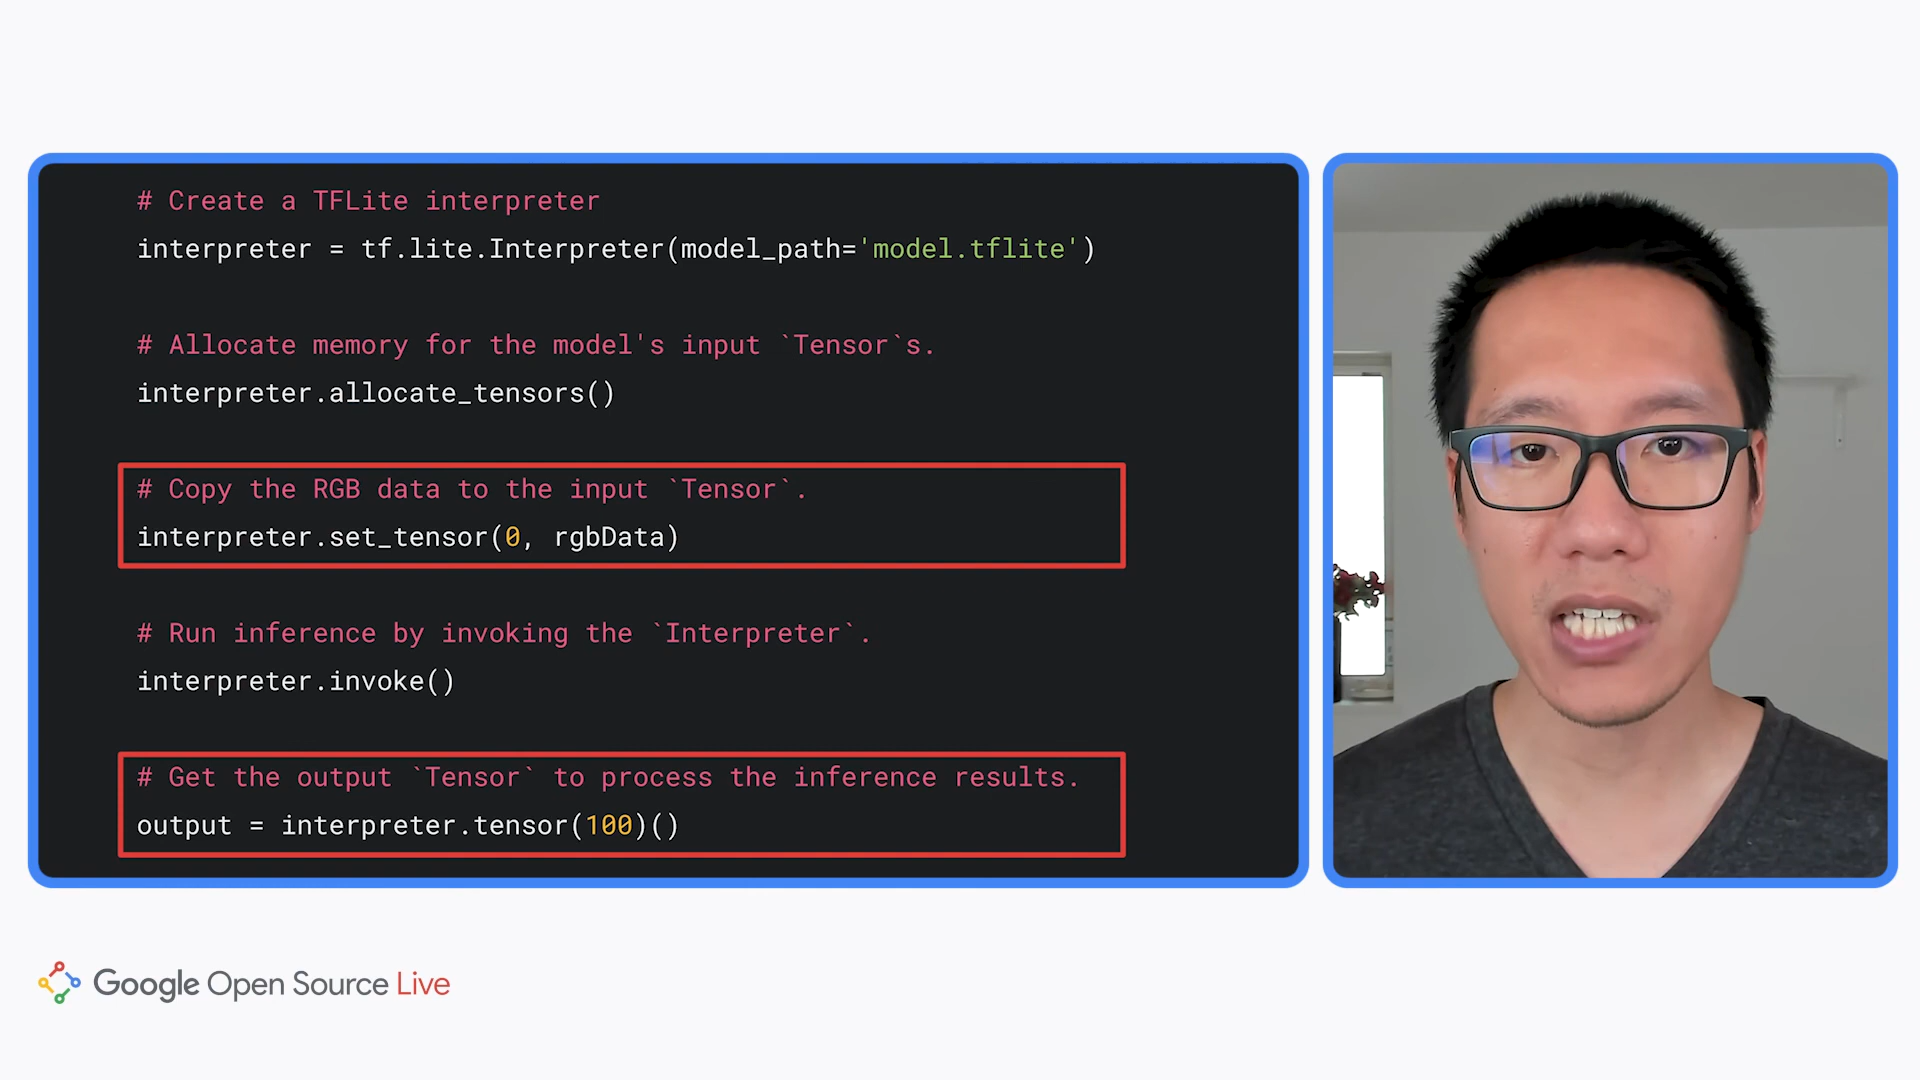 # Create a TFLite interpreter
interpreter = tf.lite.Interpreter(model_path='model.tflite')
# Allocate memory for the model's input `Tensor`s.
interpreter.allocate_tensors()
# Copy the RGB data to the input `Tensor`.
interpreter.set_tensor(0, rgbData)
# Run inference by invoking the `Interpreter`.
interpreter.invoke()
# Get the output `Tensor` to process the inference results.
output = interpreter.tensor(100)()
Google Open Source Live